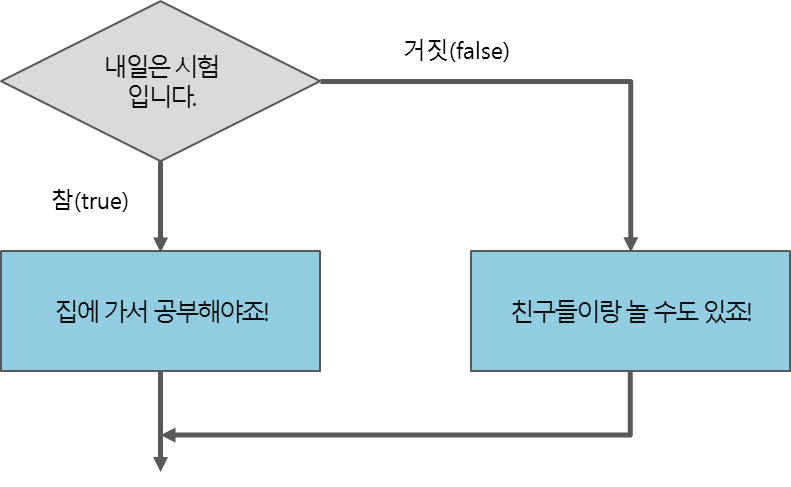 내일은 시험
입니다.
거짓(false)
참(true)
집에 가서 공부해야죠!
친구들이랑 놀 수도 있죠!